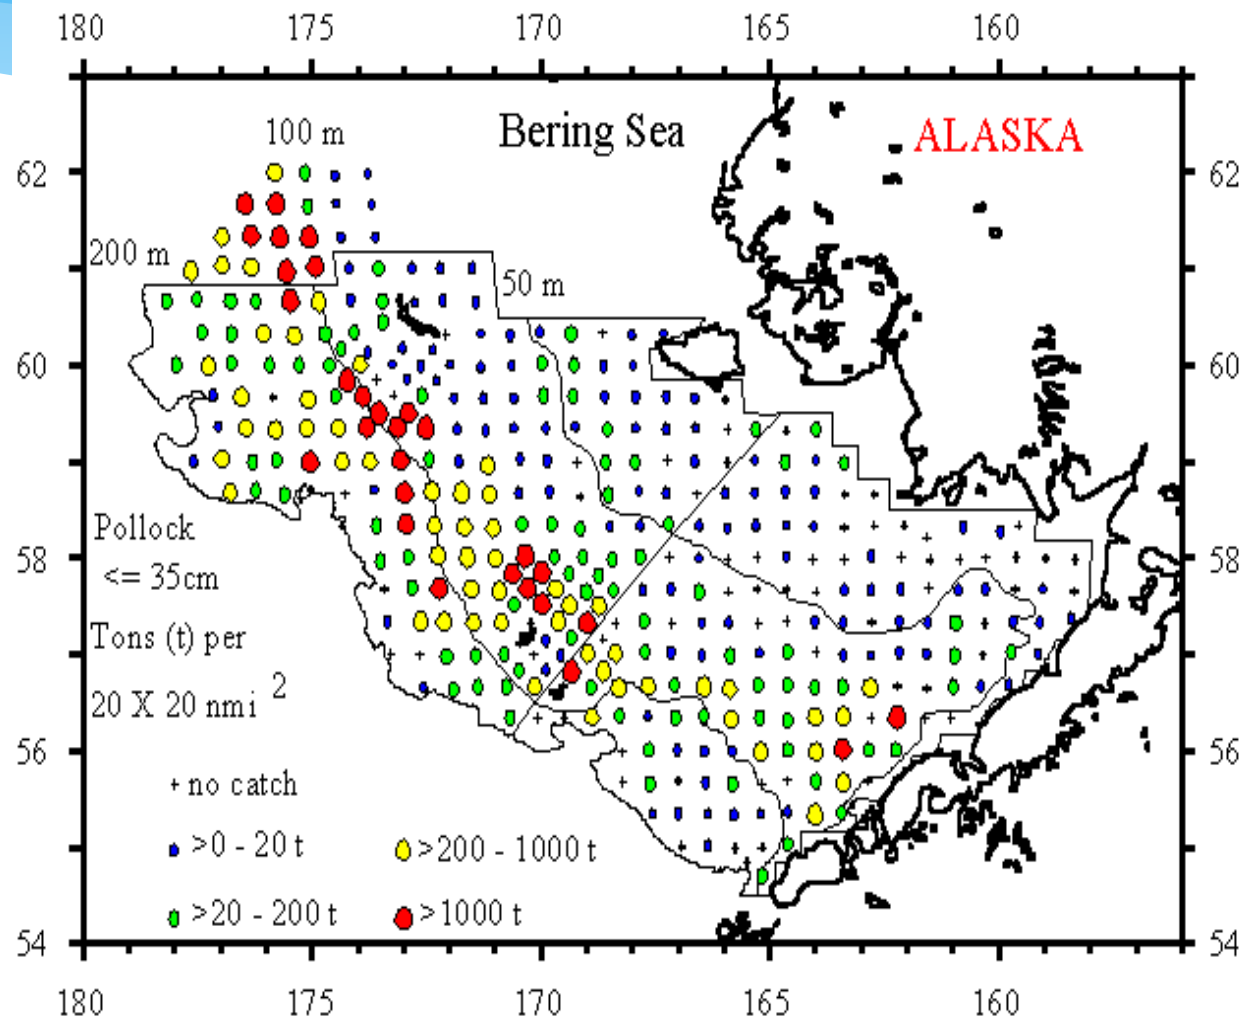 180 175 170 165 160
Bering Sea
ALASKA
100 m
62 62
200 m
50 m
60 60
Pollock
<= 35cm
58 58
Tons (t) per
20 X 20 nmi 2
56 56
+ no catch
>0 - 20 t
>200 - 1000 t
>20 - 200 t
>1000 t
54 54
180 175 170 165 160